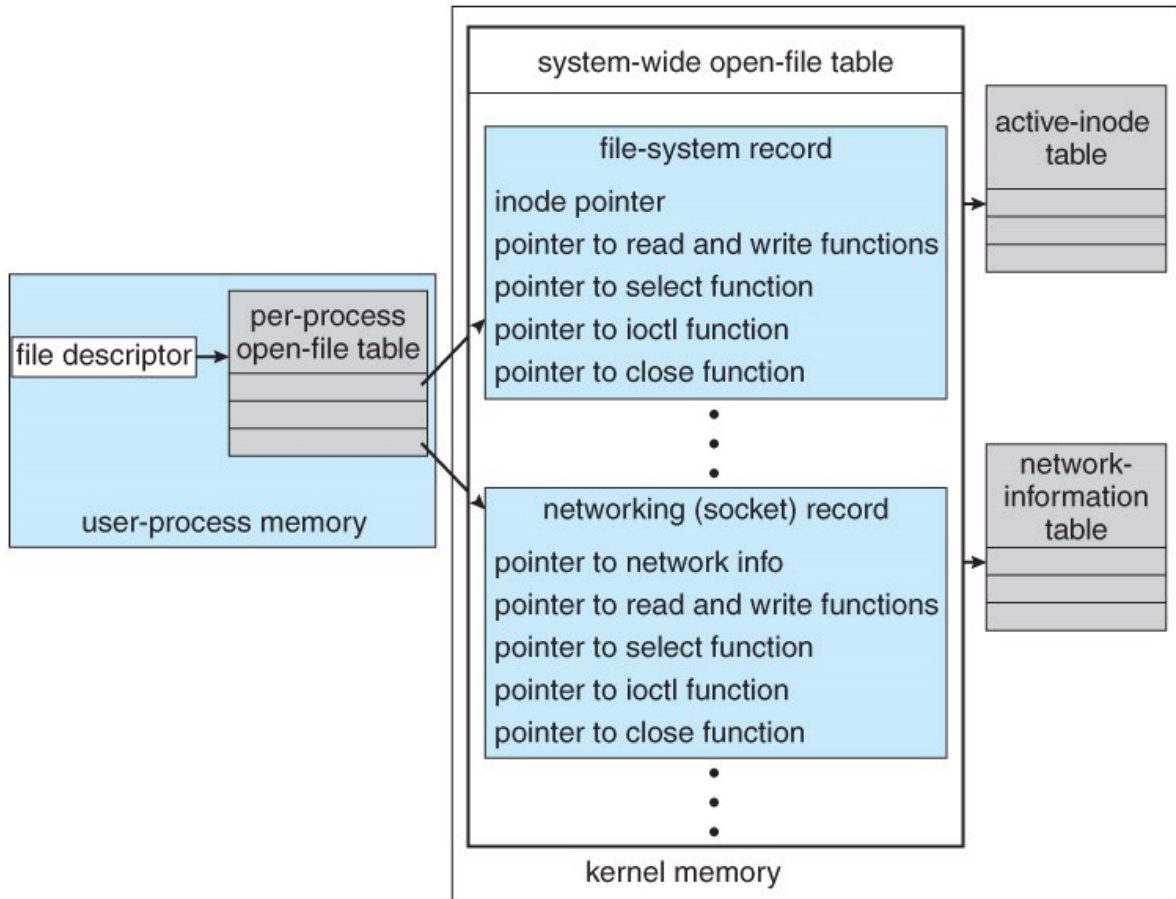 system-wide open-file table
file-system record
inode pointer
pointer to read and write functions
pointer to select function
pointer to ioctl function
pointer to close function
active-inode
table
file descriptor
per-process
open-file table
user-process memory
networking (socket) record
pointer to network info
pointer to read and write functions
pointer to select function
pointer to ioctl function
pointer to close function
network-
information
table
kernel memory